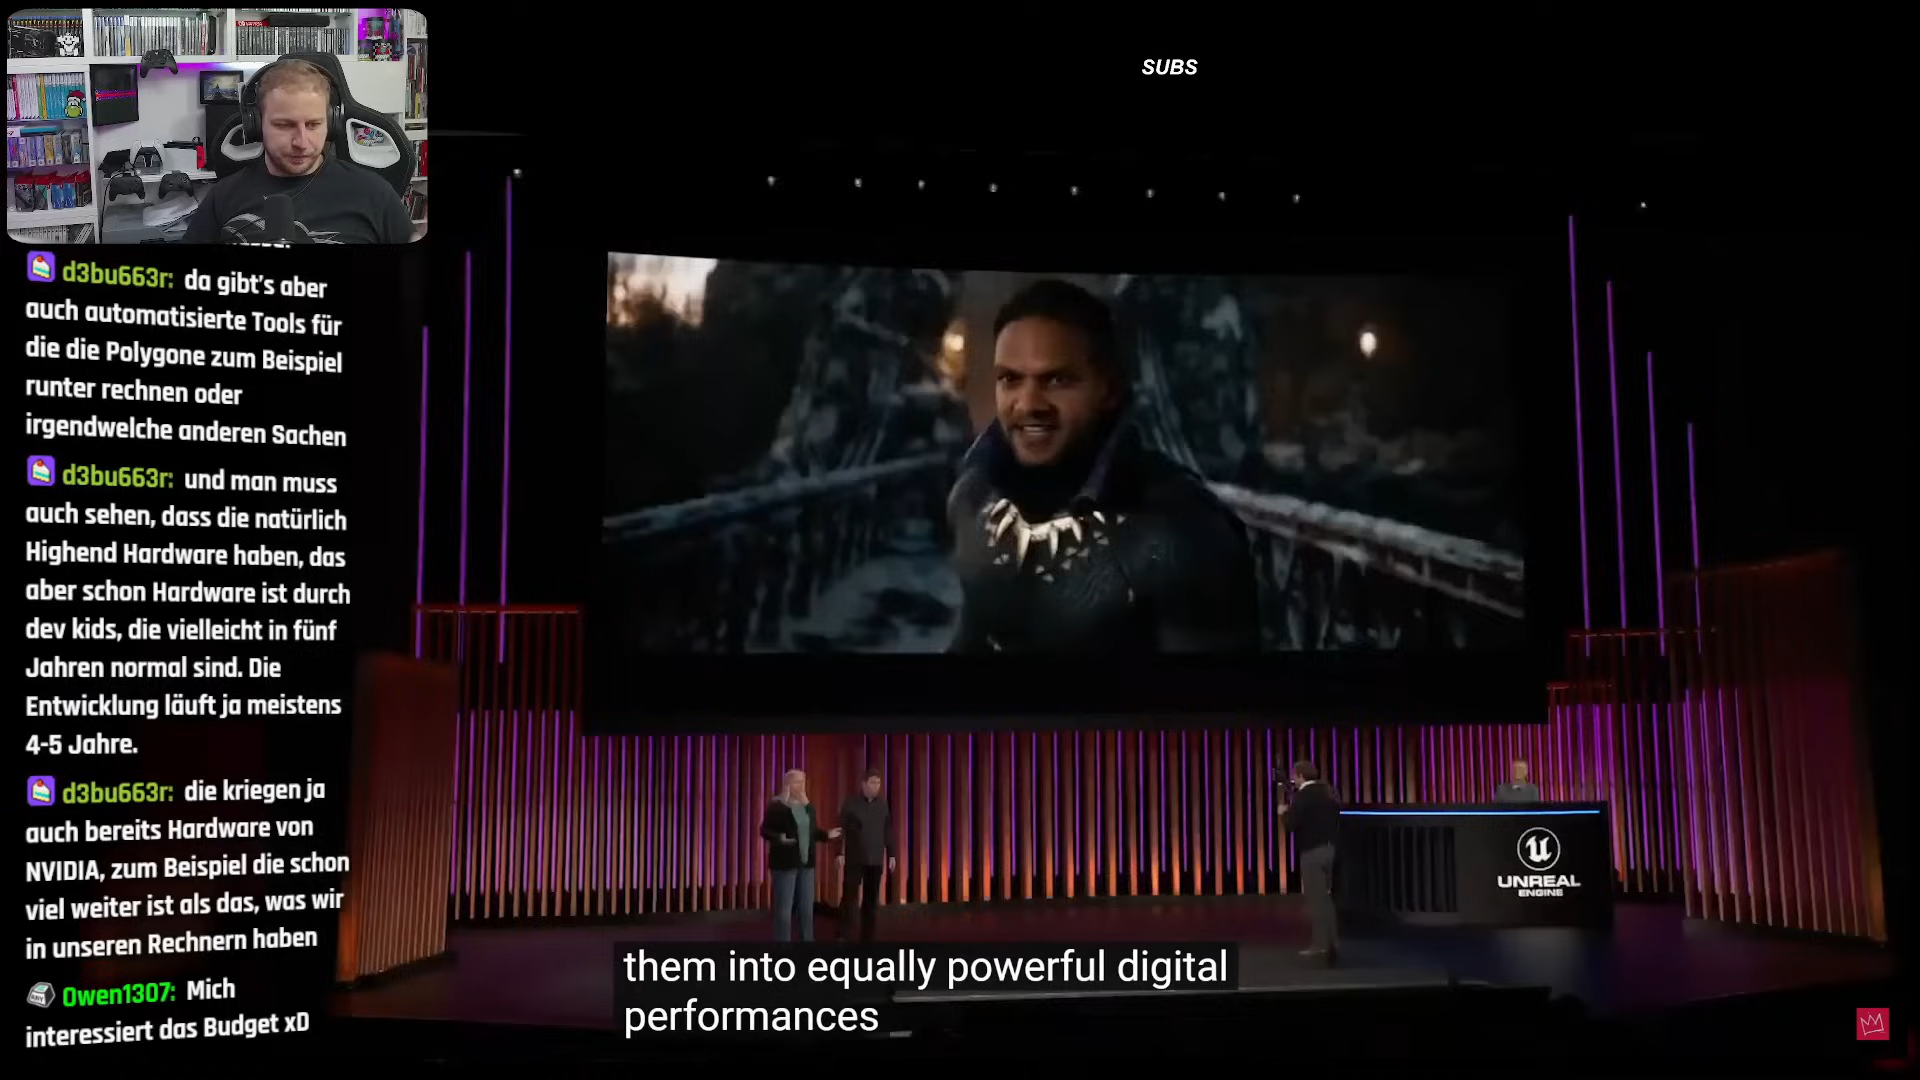 SUBS
d3bu663r: da gibt's aber
auch automatisierte Tools für
die die Polygone zum Beispiel
runter rechnen oder
irgendwelche anderen Sachen
d3bu663r: und man muss
auch sehen, dass die natürlich
Highend Hardware haben, das
aber schon Hardware ist durch
dev kids, die vielleicht in fünf
Jahren normal sind. Die
Entwicklung läuft ja meistens
4-5 Jahre.
d3bu663r: die kriegen ja
auch bereits Hardware von
NVIDIA, zum Beispiel die schon
viel weiter ist als das, was wir
in unseren Rechnern haben
Owen1307: Mich
interessiert das Budget xD
UNREAL
ENGINE
them into equally powerful digital
performances